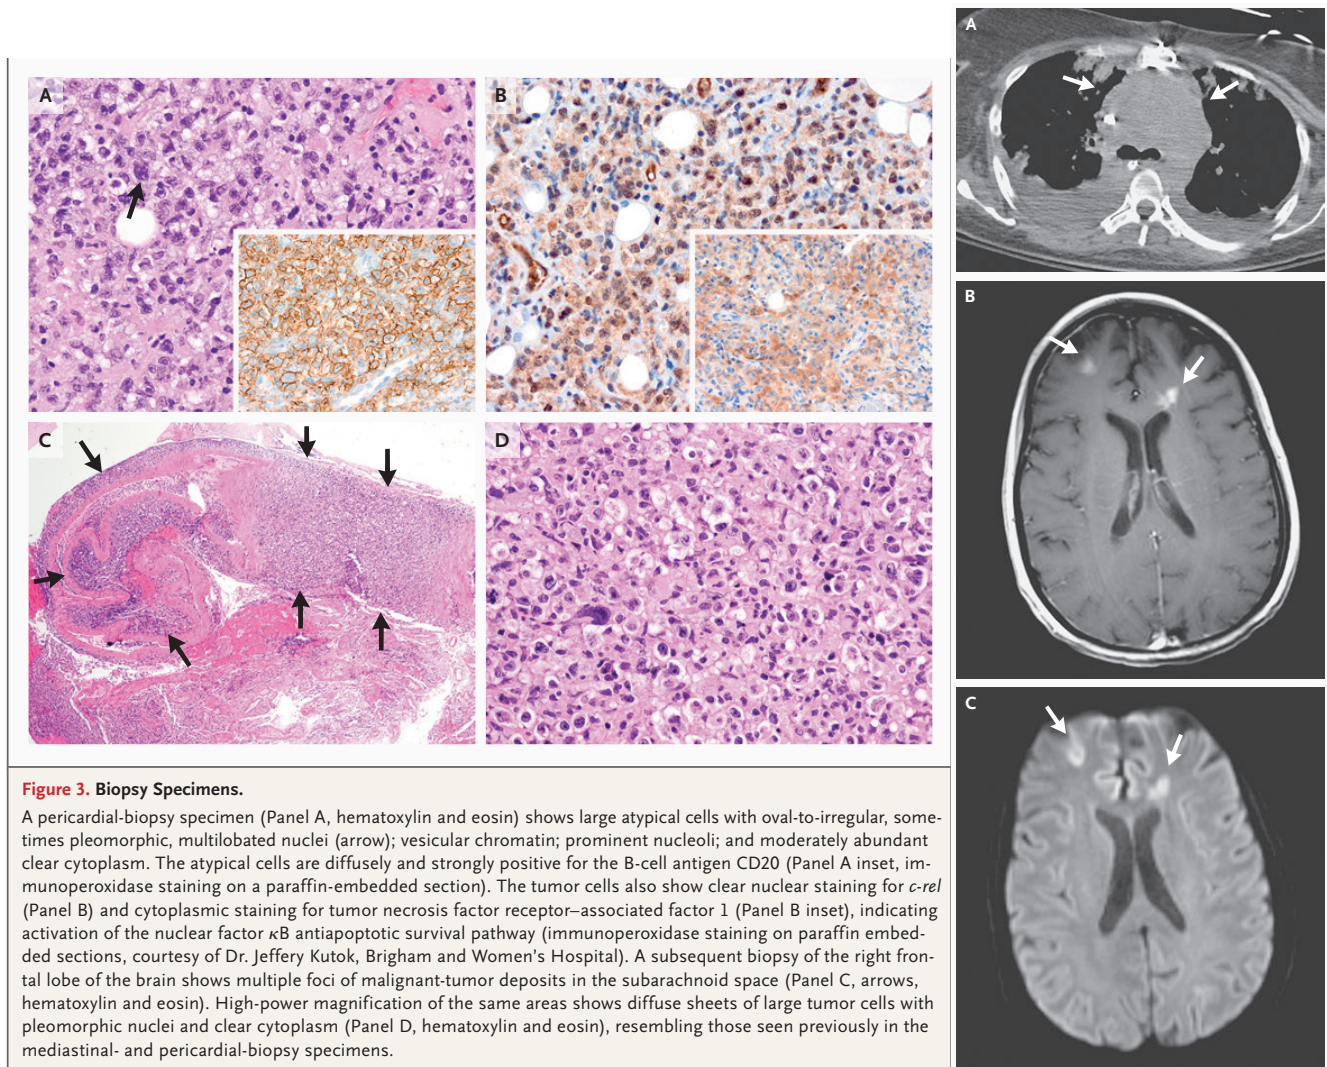 A
B
C
D
Figure 3. Biopsy Specimens.
A pericardial-biopsy specimen (Panel A, hematoxylin and eosin) shows large atypical cells with oval-to-irregular, some-
times pleomorphic, multilobated nuclei (arrow); vesicular chromatin; prominent nucleoli; and moderately abundant
clear cytoplasm. The atypical cells are diffusely and strongly positive for the B-cell antigen CD20 (Panel A inset, im-
munoperoxidase staining on a paraffin-embedded section). The tumor cells also show clear nuclear staining for c-rel
(Panel B) and cytoplasmic staining for tumor necrosis factor receptor–associated factor 1 (Panel B inset), indicating
activation of the nuclear factor κB antiapoptotic survival pathway (immunoperoxidase staining on paraffin embed-
ded sections, courtesy of Dr. Jeffery Kutok, Brigham and Women's Hospital). A subsequent biopsy of the right fron-
tal lobe of the brain shows multiple foci of malignant-tumor deposits in the subarachnoid space (Panel C, arrows,
hematoxylin and eosin). High-power magnification of the same areas shows diffuse sheets of large tumor cells with
pleomorphic nuclei and clear cytoplasm (Panel D, hematoxylin and eosin), resembling those seen previously in the
mediastinal- and pericardial-biopsy specimens.
A
B
C